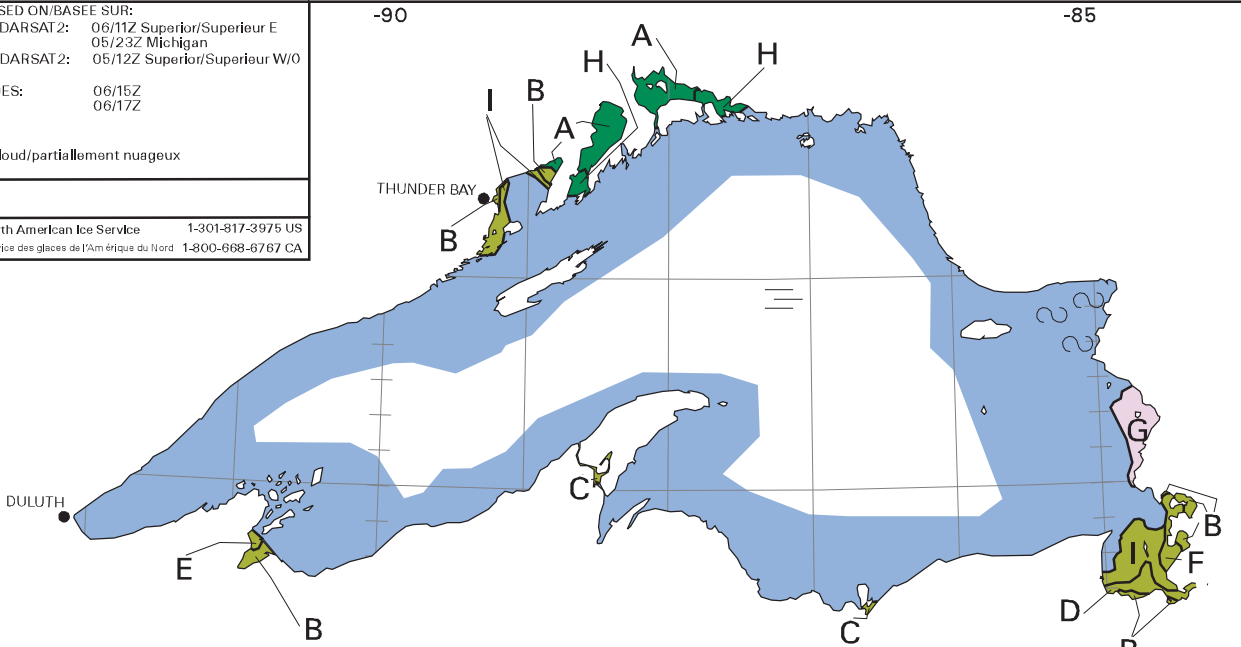 SED ON/BASEE SUR:
DARSAT2: 06/11Z Superior/Superieur E
05/23Z Michigan
DARSAT2: 05/12Z Superior/Superieur W/O
ES: 06/15Z
06/17Z
loud/partiallement nuageux
rth American Ice Service 1-301-817-3975 US
vice des glaces de l'Amérique du Nord 1-800-668-6767 CA
-90
-85
A
H
H
I
B
A
THUNDER BAY
B
G
C
DULUTH
B
E
I
F
D
B
C
B